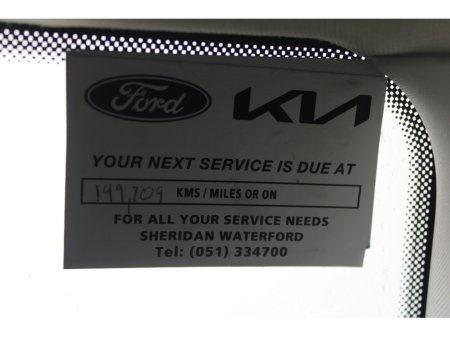 Ford KIA
YOUR NEXT SERVICE IS DUE AT
199,709 KMS / MILES OR ON
FOR ALL YOUR SERVICE NEEDS
SHERIDAN WATERFORD
Tel: (051) 334700